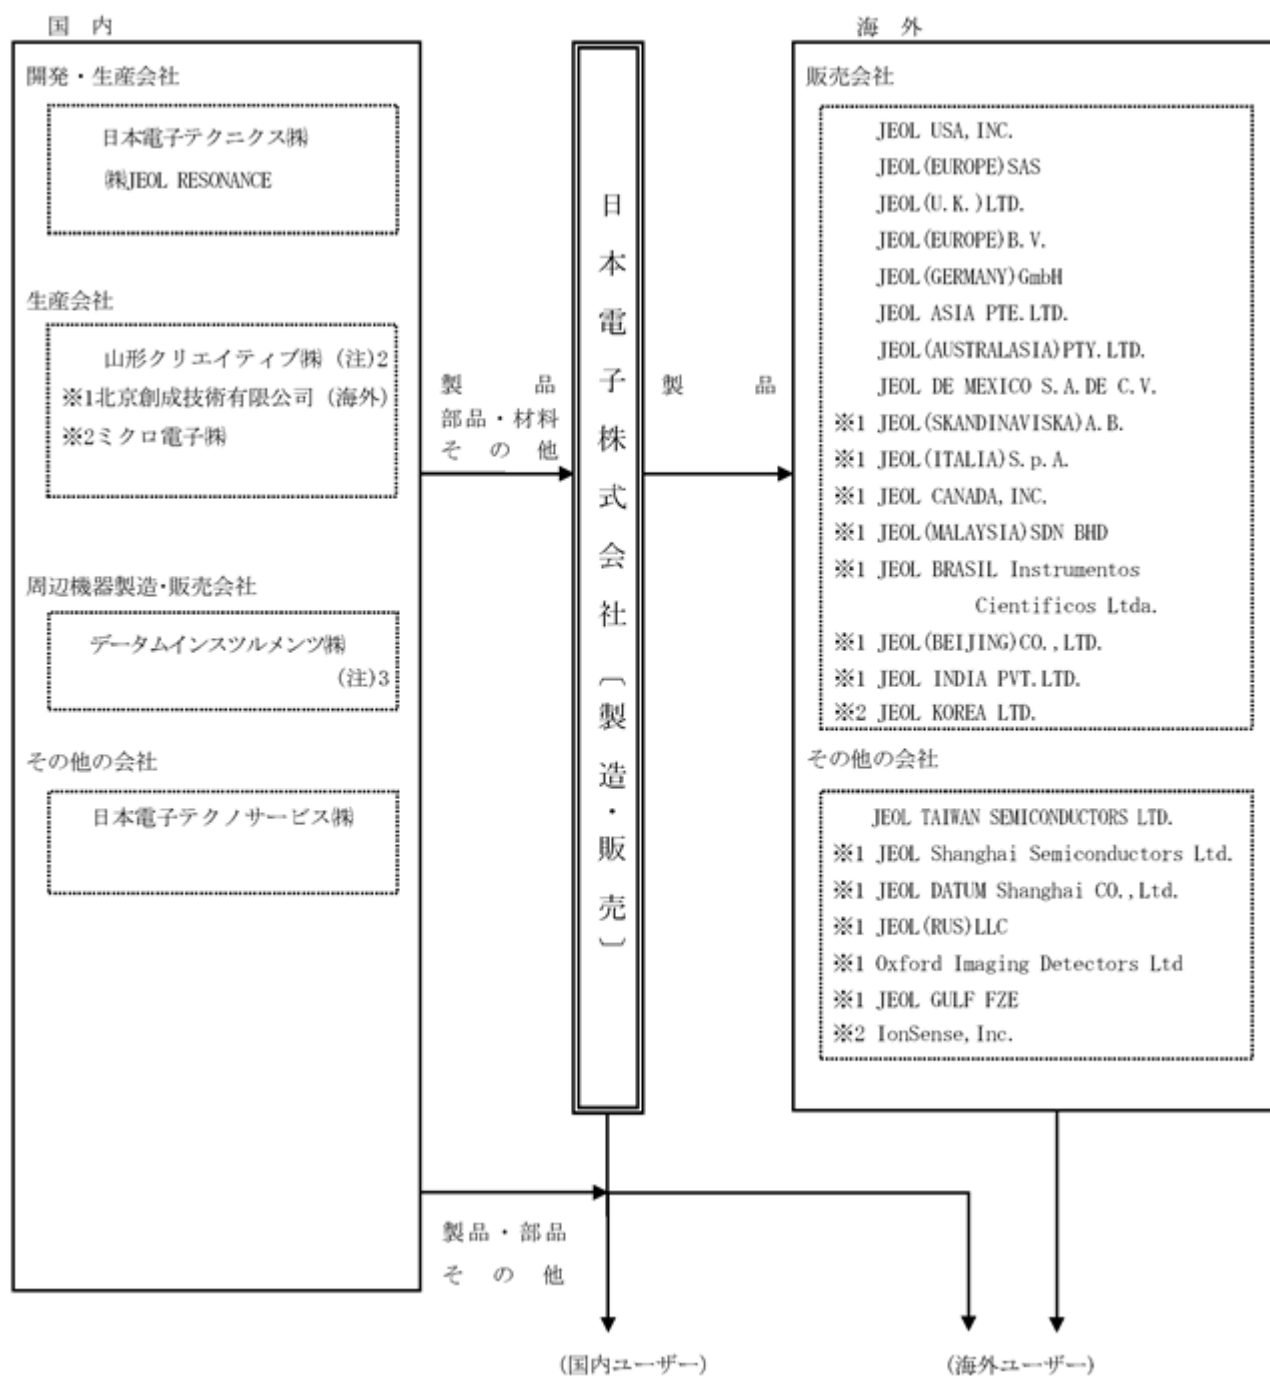 国 内
開発・生産会社
日本電子テクニクス㈱
㈱JEOL RESONANCE
生産会社
山形クリエイティブ㈱ (注)2
※1北京創成技術有限公司 (海外)
※2ミクロ電子㈱
周辺機器製造・販売会社
データムインスツルメンツ㈱
(注)3
その他の会社
日本電子テクノサービス㈱
製 品
部品・材料
そ の 他
日本電子株式会社〔製造・販売〕
製 品
海 外
販売会社
JEOL USA,INC.
JEOL(EUROPE)SAS
JEOL(U.K.)LTD.
JEOL(EUROPE)B.V.
JEOL(GERMANY)GmbH
JEOL ASIA PTE.LTD.
JEOL(AUSTRALASIA)PTY.LTD.
JEOL DE MEXICO S.A.DE C.V.
※1 JEOL(SKANDINAVISKA)A.B.
※1 JEOL(ITALIA)S.p.A.
※1 JEOL CANADA,INC.
※1 JEOL(MALAYSIA)SDN BHD
※1 JEOL BRASIL Instrumentos
Cientificos Ltda.
※1 JEOL(BEIJING)CO.,LTD.
※1 JEOL INDIA PVT.LTD.
※2 JEOL KOREA LTD.
その他の会社
JEOL TAIWAN SEMICONDUCTORS LTD.
※1 JEOL Shanghai Semiconductors Ltd.
※1 JEOL DATUM Shanghai CO.,Ltd.
※1 JEOL(RUS)LLC
※1 Oxford Imaging Detectors Ltd
※1 JEOL GULF FZE
※2 IonSense,Inc.
製品・部品
そ の 他
(国内ユーザー)
(海外ユーザー)